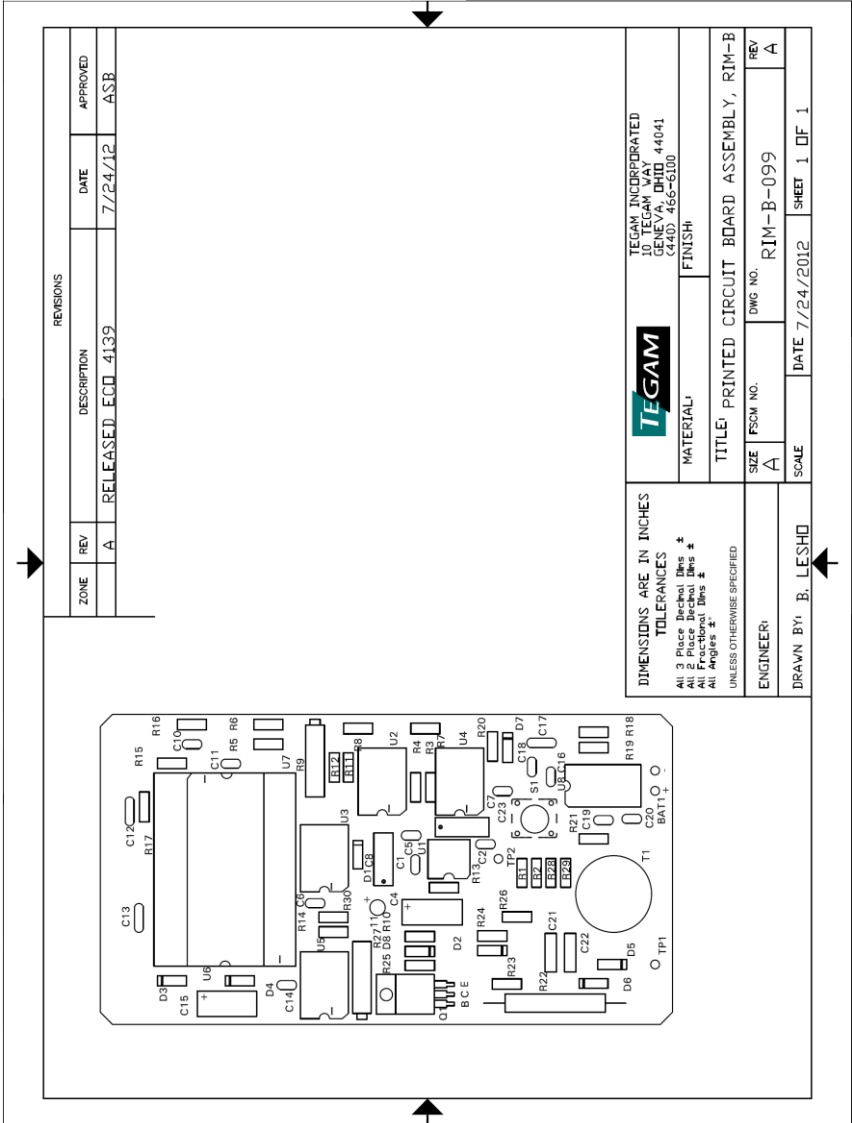 REVISIONS
ZONE REV DESCRIPTION DATE APPROVED
A RELEASED ECO 4139 7/24/12 ASB
DIMENSIONS ARE IN INCHES
TOLERANCES
All 3 Place Decimal Dims ±
All 2 Place Decimal Dims ±
All Fractional Dims ±
All Angles ±°
UNLESS OTHERWISE SPECIFIED
ENGINEER:
DRAWN BY: B. LESHO
TEGAM
TEGAM INCORPORATED
10 TEGAM WAY
GENEVA, OHIO 44041
(440) 466-6100
MATERIAL: FINISH:
TITLE: PRINTED CIRCUIT BOARD ASSEMBLY, RIM-B
SIZE FSCM NO. DWG NO. REV
A RIM-B-099 A
SCALE DATE 7/24/2012 SHEET 1 OF 1
R15
R16
C10
R5
R6
C11
U7
R9
C12
R17
C13
D3
U6
C15
D4
C14
R12
R11
R8
U2
R4
R3
R7
U4
R20
D7
C17
C18
C16
U8
S1
R19
R18
U3
D1
C8
C1
C5
U1
C7
C23
C2
R13
TP2
R21
C19
C20
BAT1 + -
C6
R30
R14
U5
+
C4
+
R27
D8
R10
R25
Q1
B C E
D2
R24
R26
R1
R2
R28
R29
T1
R23
R22
C21
C22
D5
D6
TP1
+